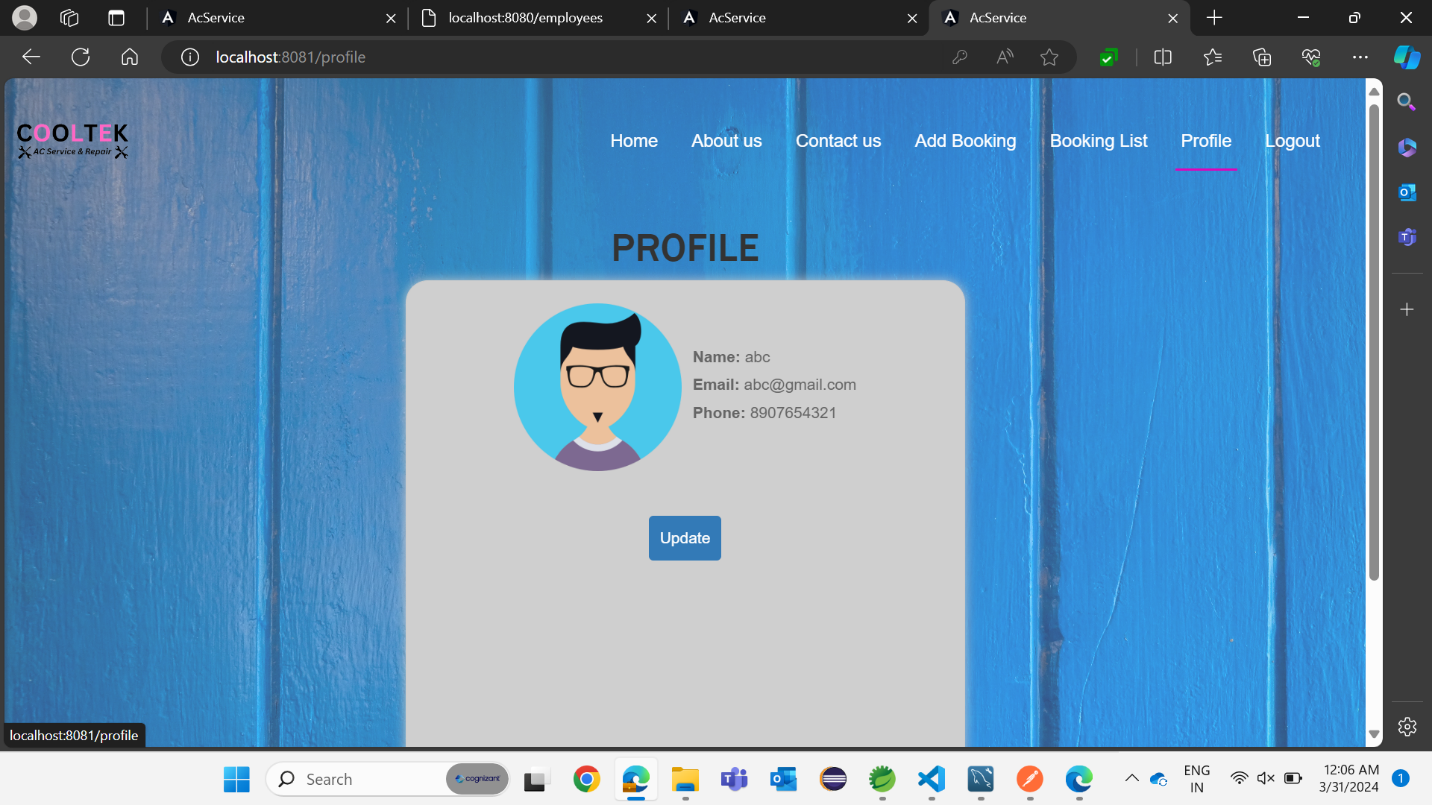 AcService
localhost:8080/employees
AcService
AcService
localhost:8081/profile
COOLTEK
AC Service & Repair
Home About us Contact us Add Booking Booking List Profile Logout
PROFILE
Name: abc
Email: abc@gmail.com
Phone: 8907654321
Update
localhost:8081/profile
Search
cognizant
ENG
IN
12:06 AM
3/31/2024
1